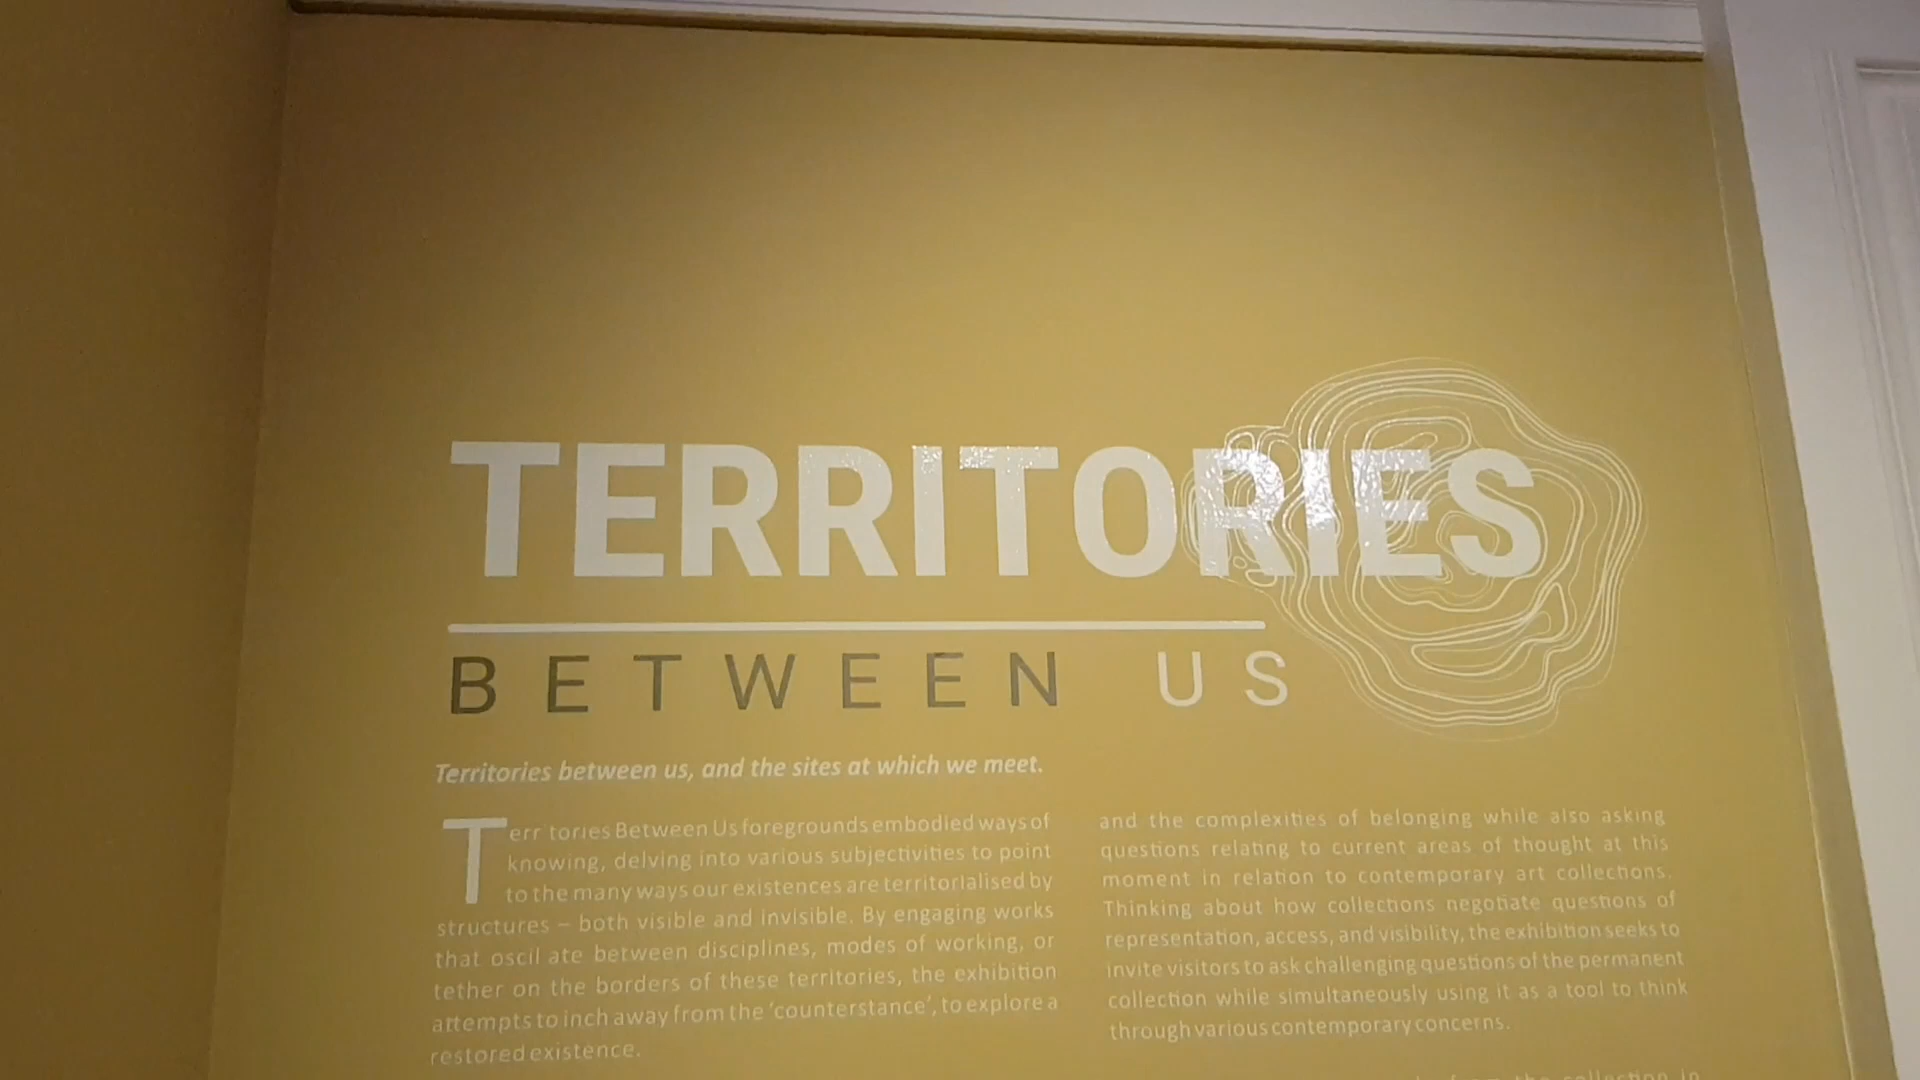 TERRITORIES
BETWEEN US
Territories between us, and the sites at which we meet.
Terr tories Between Us foregrounds embodied ways of
knowing, delving into various subjectivities to point
to the many ways our existences are territorialised by
structures – both visible and invisible. By engaging works
that oscil ate between disciplines, modes of working, or
tether on the borders of these territories, the exhibition
attempts to inch away from the ‘counterstance’, to explore a
restored existence.
and the complexities of belonging while also asking
questions relating to current areas of thought at this
moment in relation to contemporary art collections.
Thinking about how collections negotiate questions of
representation, access, and visibility, the exhibition seeks to
invite visitors to ask challenging questions of the permanent
collection while simultaneously using it as a tool to think
through various contemporary concerns.
the collection in